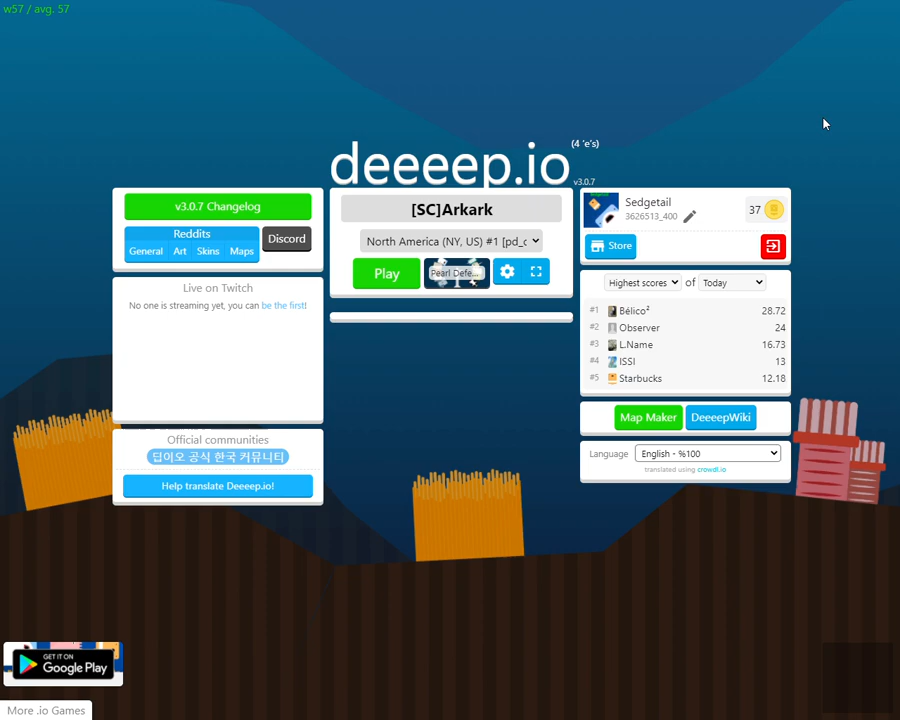 w57 / avg. 57
deeeep.io
(4 'e's)
v3.0.7
v3.0.7 Changelog
Reddits
General Art Skins Maps
Discord
Live on Twitch
No one is streaming yet, you can be the first!
Official communities
딥이오 공식 한국 커뮤니티
Help translate Deeeep.io!
[SC]Arkark
North America (NY, US) #1 [pd_c
Play
Pearl Defe...
Sedgetail
3626513_400
37
Store
Highest scores of Today
#1 Bélico² 28.72
#2 Observer 24
#3 L.Name 16.73
#4 ISSI 13
#5 Starbucks 12.18
Map Maker
DeeeepWiki
Language English - %100
translated using crowdl.io
GET IT ON
Google Play
More .io Games